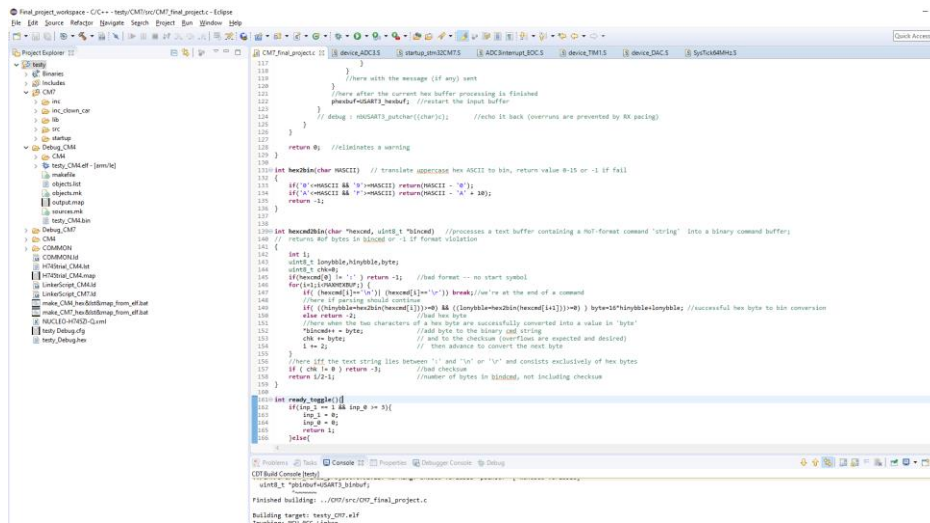 Final_project_workspace - C/C++ - testy/CM7/src/CM7_final_project.c - Eclipse
File Edit Source Refactor Navigate Search Project Run Window Help
Quick Access
Project Explorer
testy
Binaries
Includes
CM7
inc
inc_clown_car
lib
src
startup
Debug_CM4
CM4
testy_CM4.elf - [arm/le]
makefile
objects.list
objects.mk
output.map
sources.mk
testy_CM4.bin
Debug_CM7
CM4
COMMON
COMMON.ld
H745trial_CM4.lst
H745trial_CM4.map
LinkerScript_CM4.ld
LinkerScript_CM7.ld
make_CM4_hex&lst&map_from_elf.bat
make_CM7_hex&lst&map_from_elf.bat
NUCLEO-H745ZI-Q.xml
testy Debug.cfg
testy_Debug.hex
CM7_final_project.c device_ADC3.S startup_stm32CM7.S ADC3interrupt_EOC.S device_TIM1.S device_DAC.S SysTick64MHz.S
117 }
118 }
119 //here with the message (if any) sent
120 }
121 //here after the current hex buffer processing is finished
122 phexbuf=USART3_hexbuf; //restart the input buffer
123 }
124 // debug : nbUSART3_putchar((char)c); //echo it back (overruns are prevented by RX pacing)
125 }
126 }
127
128 return 0; //eliminates a warning
129 }
130
131 int hex2bin(char HASCII) // translate uppercase hex ASCII to bin, return value 0-15 or -1 if fail
132 {
133 if('0'<=HASCII && '9'>=HASCII) return(HASCII - '0');
134 if('A'<=HASCII && 'F'>=HASCII) return(HASCII - 'A' + 10);
135 return -1;
136 }
137
138
139 int hexcmd2bin(char *hexcmd, uint8_t *bincmd) //processes a text buffer containing a MoT-format command 'string' into a binary command buffer;
140 // returns #of bytes in bincmd or -1 if format violation
141 {
142 int i;
143 uint8_t lonybble,hinybble,byte;
144 uint8_t chk=0;
145 if(hexcmd[0] != ':' ) return -1; //bad format -- no start symbol
146 for(i=1;i<MAXHEXBUF;) {
147 if( (hexcmd[i]=='\n')| (hexcmd[i]=='\r')) break;//we're at the end of a command
148 //here if parsing should continue
149 if( ((hinybble=hex2bin(hexcmd[i]))>=0) && ((lonybble=hex2bin(hexcmd[i+1]))>=0) ) byte=16*hinybble+lonybble; //successful hex byte to bin conversion
150 else return -2; //bad hex byte
151 //here when the two characters of a hex byte are successfully converted into a value in 'byte'
152 *bincmd++ = byte; //add byte to the binary cmd string
153 chk += byte; // and to the checksum (overflows are expected and desired)
154 i += 2; // then advance to convert the next byte
155 }
156 //here iff the text string lies between ':' and '\n' or '\r' and consists exclusively of hex bytes
157 if ( chk != 0 ) return -3; //bad checksum
158 return i/2-1; //number of bytes in bindcmd, not including checksum
159 }
160
161 int ready_toggle(){
162 if(inp_1 == 1 && inp_0 >= 3){
163 inp_1 = 0;
164 inp_0 = 0;
165 return 1;
166 }else{
Problems Tasks Console Properties Debugger Console Debug
CDT Build Console [testy]
uint8_t *pbinbuf=USART3_binbuf;
^~~~~~~
Finished building: ../CM7/src/CM7_final_project.c
Building target: testy_CM7.elf